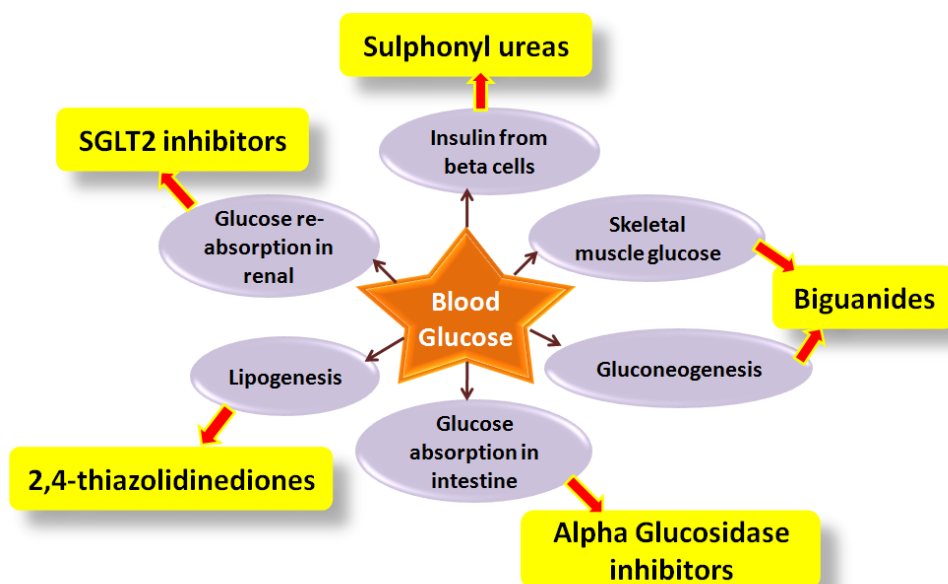 Sulphonyl ureas
SGLT2 inhibitors
Insulin from
beta cells
Glucose re-
absorption in
renal
Skeletal
muscle glucose
Blood
Glucose
Biguanides
Lipogenesis
Gluconeogenesis
Glucose
absorption in
intestine
2,4-thiazolidinediones
Alpha Glucosidase
inhibitors